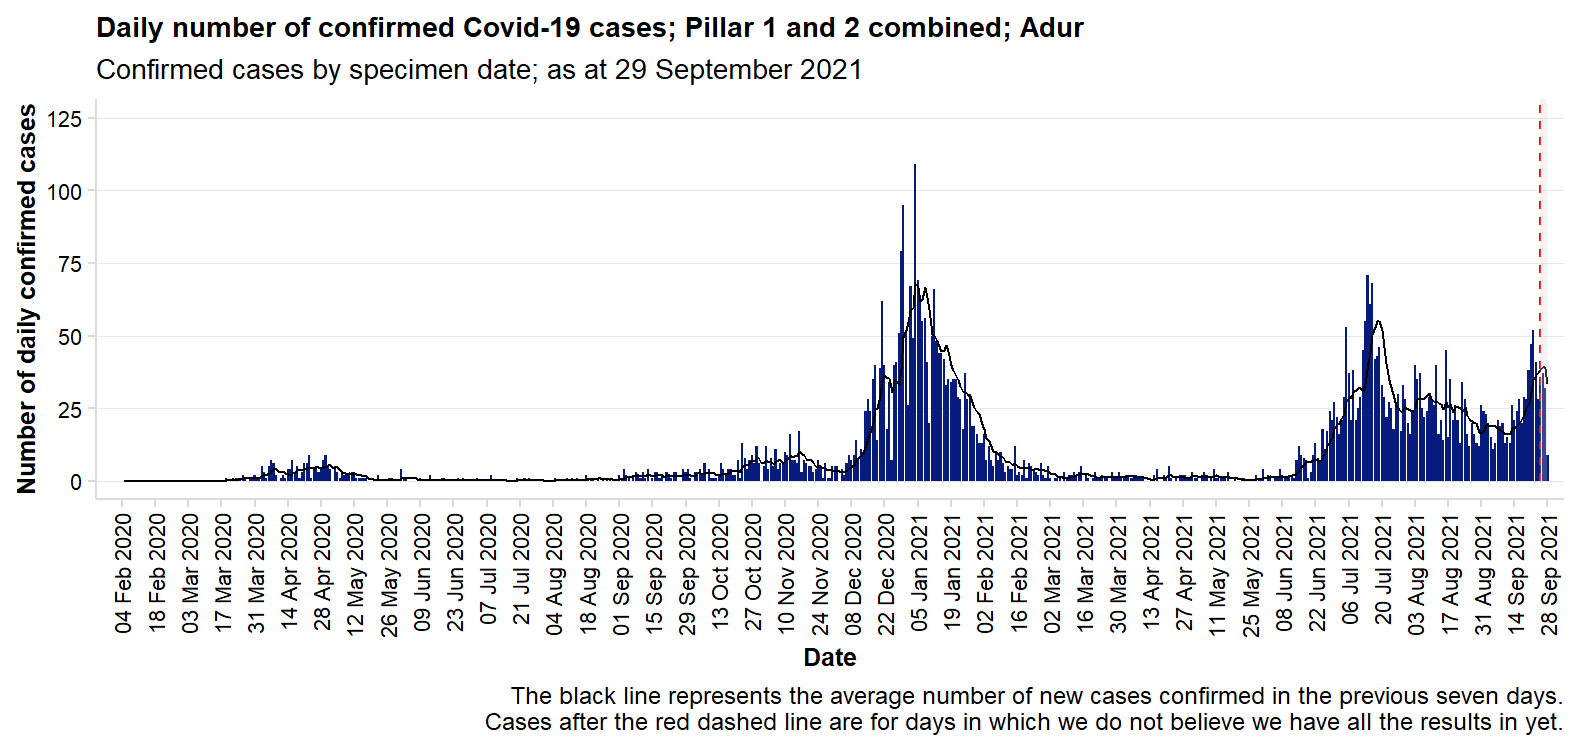 Daily number of confirmed Covid-19 cases; Pillar 1 and 2 combined; Adur
Confirmed cases by specimen date; as at 29 September 2021
Number of daily confirmed cases
125
100
75
50
25
0
04 Feb 2020
18 Feb 2020
03 Mar 2020
17 Mar 2020
31 Mar 2020
14 Apr 2020
28 Apr 2020
12 May 2020
26 May 2020
09 Jun 2020
23 Jun 2020
07 Jul 2020
21 Jul 2020
04 Aug 2020
18 Aug 2020
01 Sep 2020
15 Sep 2020
29 Sep 2020
13 Oct 2020
27 Oct 2020
10 Nov 2020
24 Nov 2020
08 Dec 2020
22 Dec 2020
05 Jan 2021
19 Jan 2021
02 Feb 2021
16 Feb 2021
02 Mar 2021
16 Mar 2021
30 Mar 2021
13 Apr 2021
27 Apr 2021
11 May 2021
25 May 2021
08 Jun 2021
22 Jun 2021
06 Jul 2021
20 Jul 2021
03 Aug 2021
17 Aug 2021
31 Aug 2021
14 Sep 2021
28 Sep 2021
Date
The black line represents the average number of new cases confirmed in the previous seven days.
Cases after the red dashed line are for days in which we do not believe we have all the results in yet.